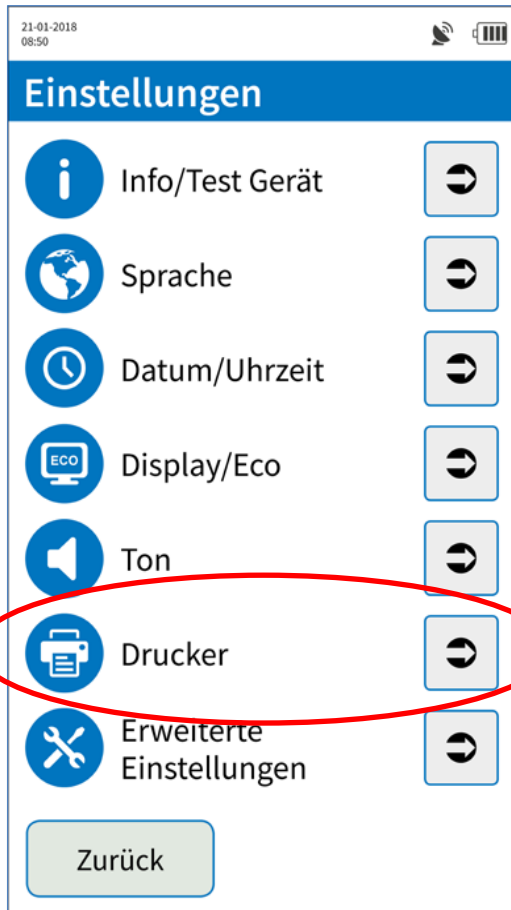 21-01-2018
08:50
Einstellungen
Info/Test Gerät
Sprache
Datum/Uhrzeit
ECO
Display/Eco
Ton
Drucker
Erweiterte
Einstellungen
Zurück